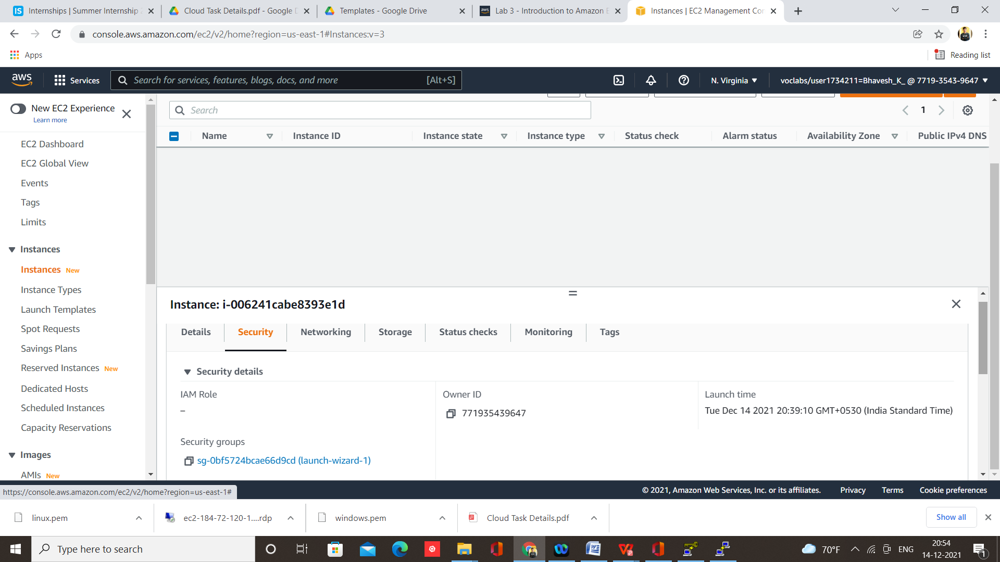 Internships | Summer Internship
Cloud Task Details.pdf - Google D
Templates - Google Drive
aws
Lab 3 - Introduction to Amazon E
Instances | EC2 Management Con
console.aws.amazon.com/ec2/v2/home?region=us-east-1#Instances:v=3
Apps
Reading list
aws
Services
Search for services, features, blogs, docs, and more
[Alt+S]
N. Virginia
voclabs/user1734211=Bhavesh_K_ @ 7719-3543-9647
New EC2 Experience
Learn more
EC2 Dashboard
EC2 Global View
Events
Tags
Limits
Instances
Instances New
Instance Types
Launch Templates
Spot Requests
Savings Plans
Reserved Instances New
Dedicated Hosts
Scheduled Instances
Capacity Reservations
Images
AMIs New
Search
1
Name
Instance ID
Instance state
Instance type
Status check
Alarm status
Availability Zone
Public IPv4 DNS
Instance: i-006241cabe8393e1d
Details
Security
Networking
Storage
Status checks
Monitoring
Tags
Security details
IAM Role
–
Owner ID
771935439647
Launch time
Tue Dec 14 2021 20:39:10 GMT+0530 (India Standard Time)
Security groups
sg-0bf5724bcae66d9cd (launch-wizard-1)
https://console.aws.amazon.com/ec2/v2/home?region=us-east-1#
© 2021, Amazon Web Services, Inc. or its affiliates.
Privacy
Terms
Cookie preferences
linux.pem
ec2-184-72-120-1....rdp
windows.pem
Cloud Task Details.pdf
Show all
Type here to search
70°F
ENG
20:54
14-12-2021
1